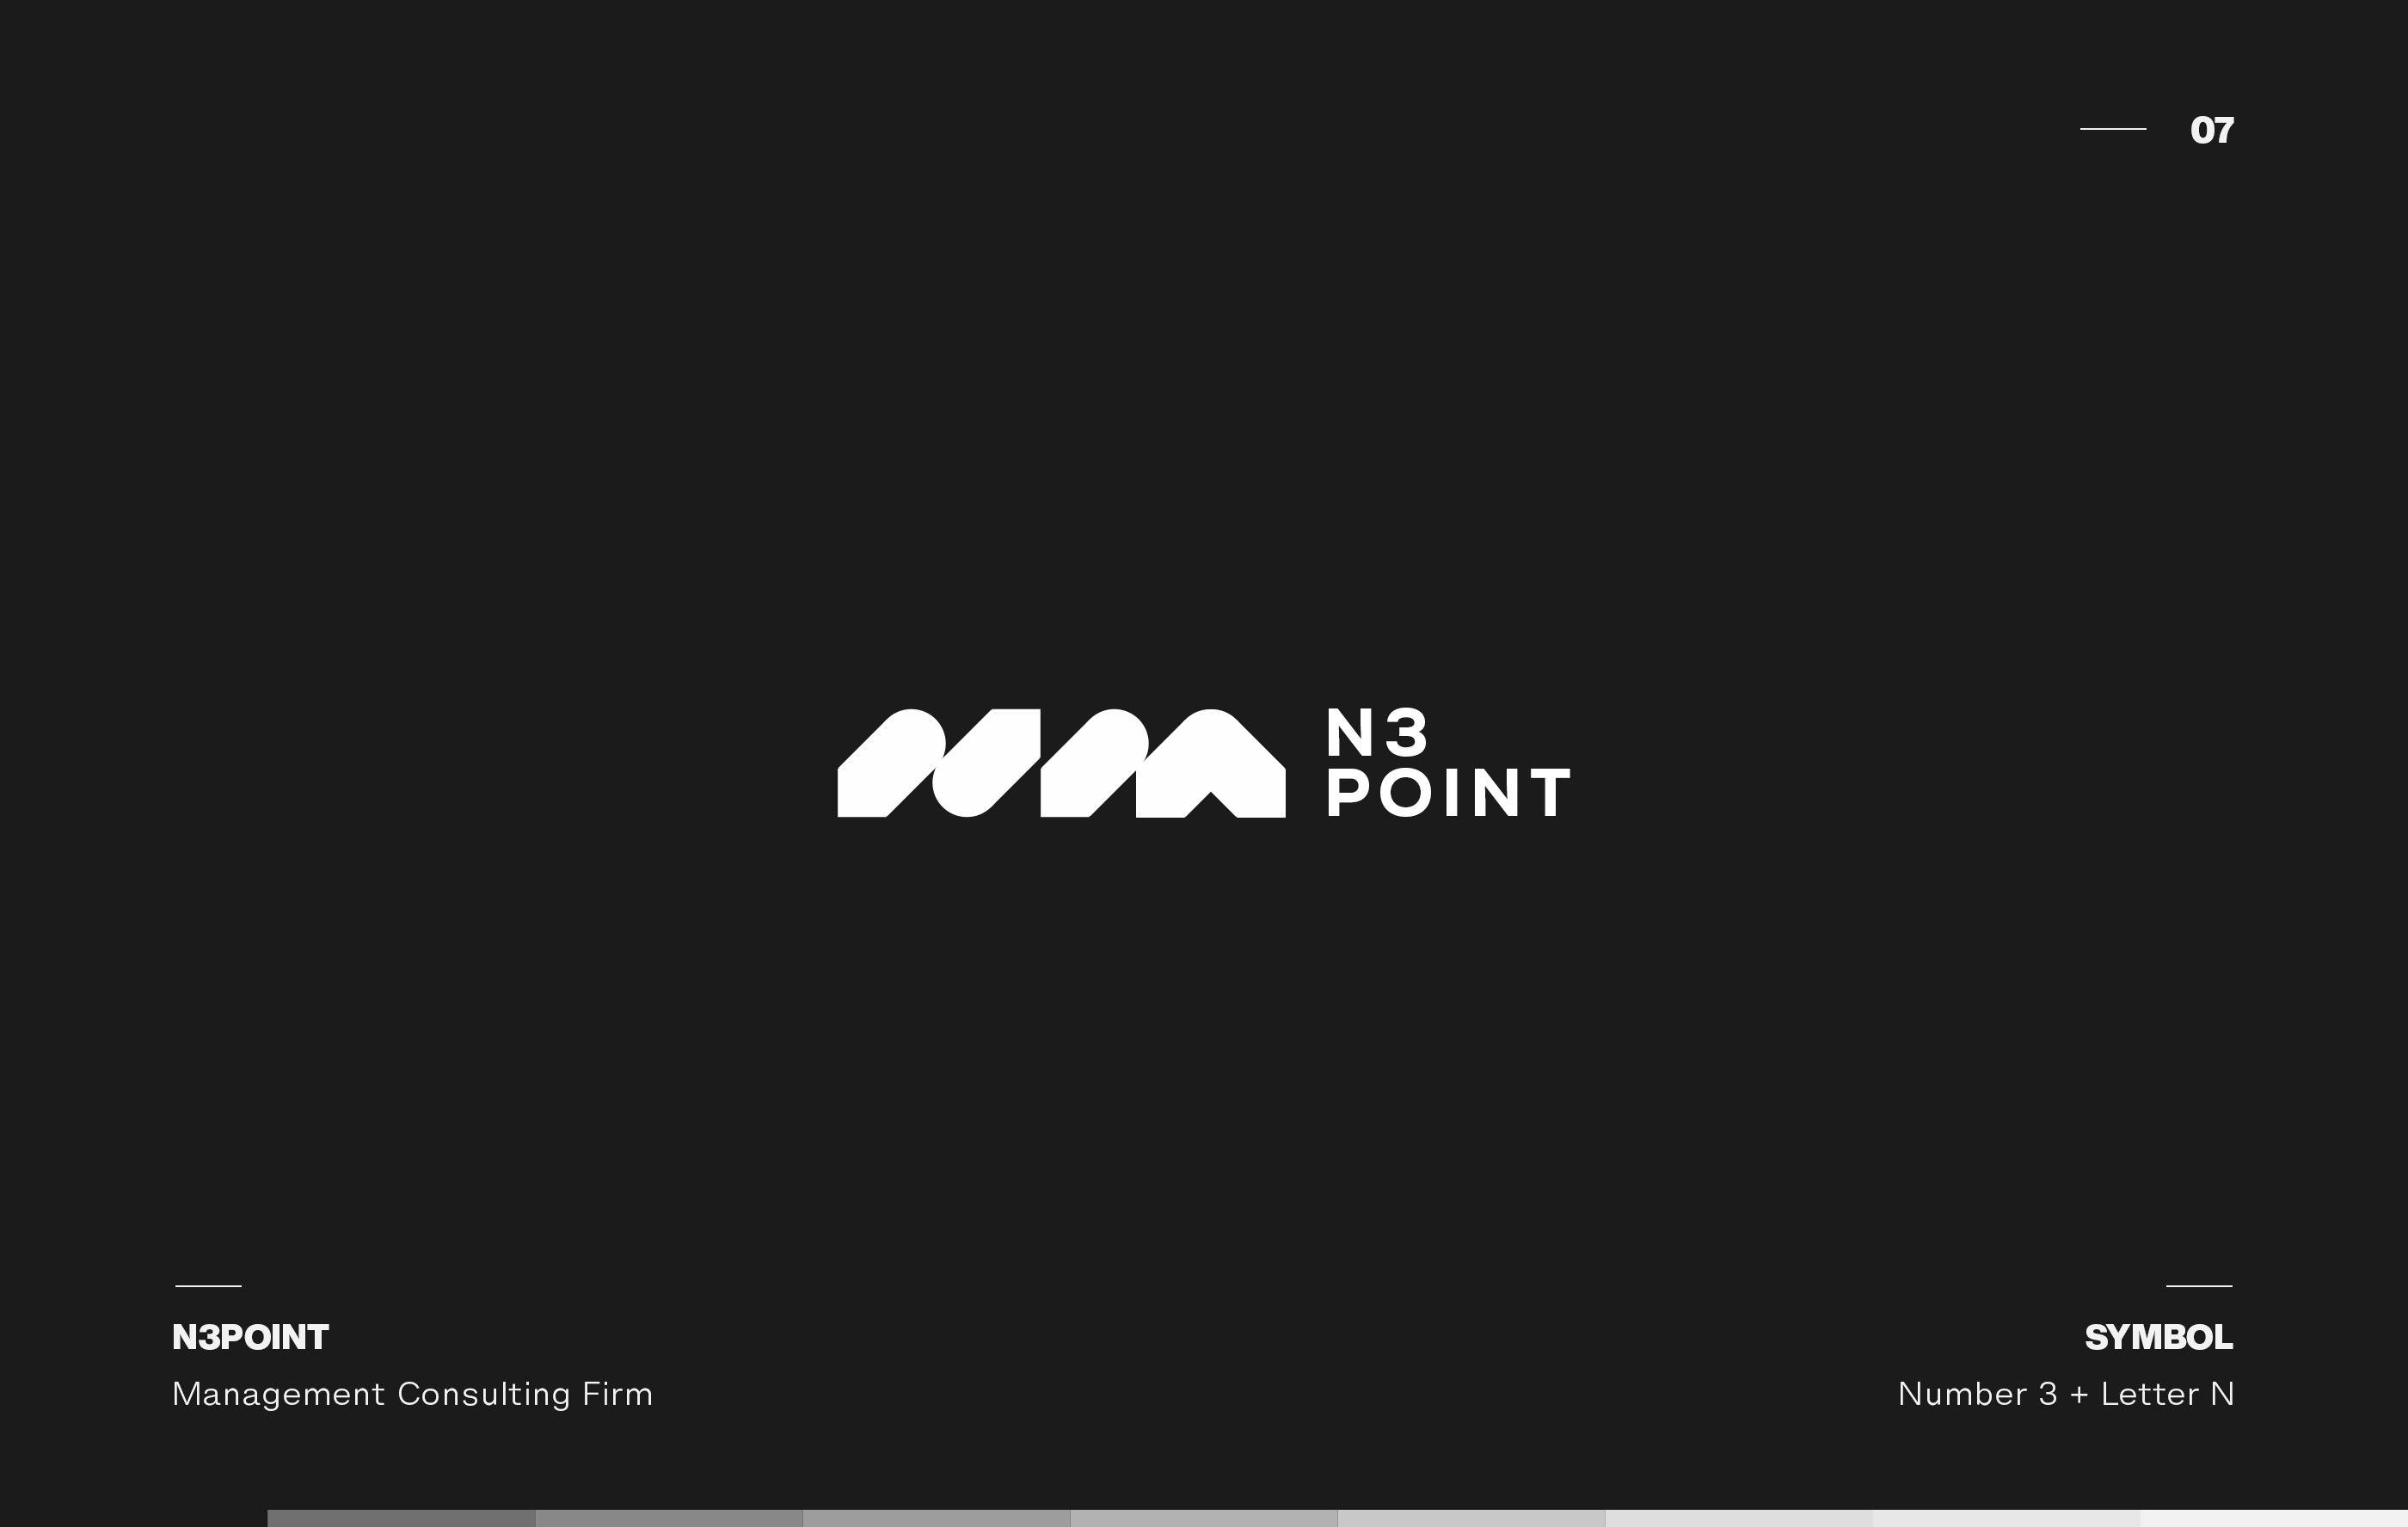 07
N3
POINT
N3POINT
Management Consulting Firm
SYMBOL
Number 3 + Letter N